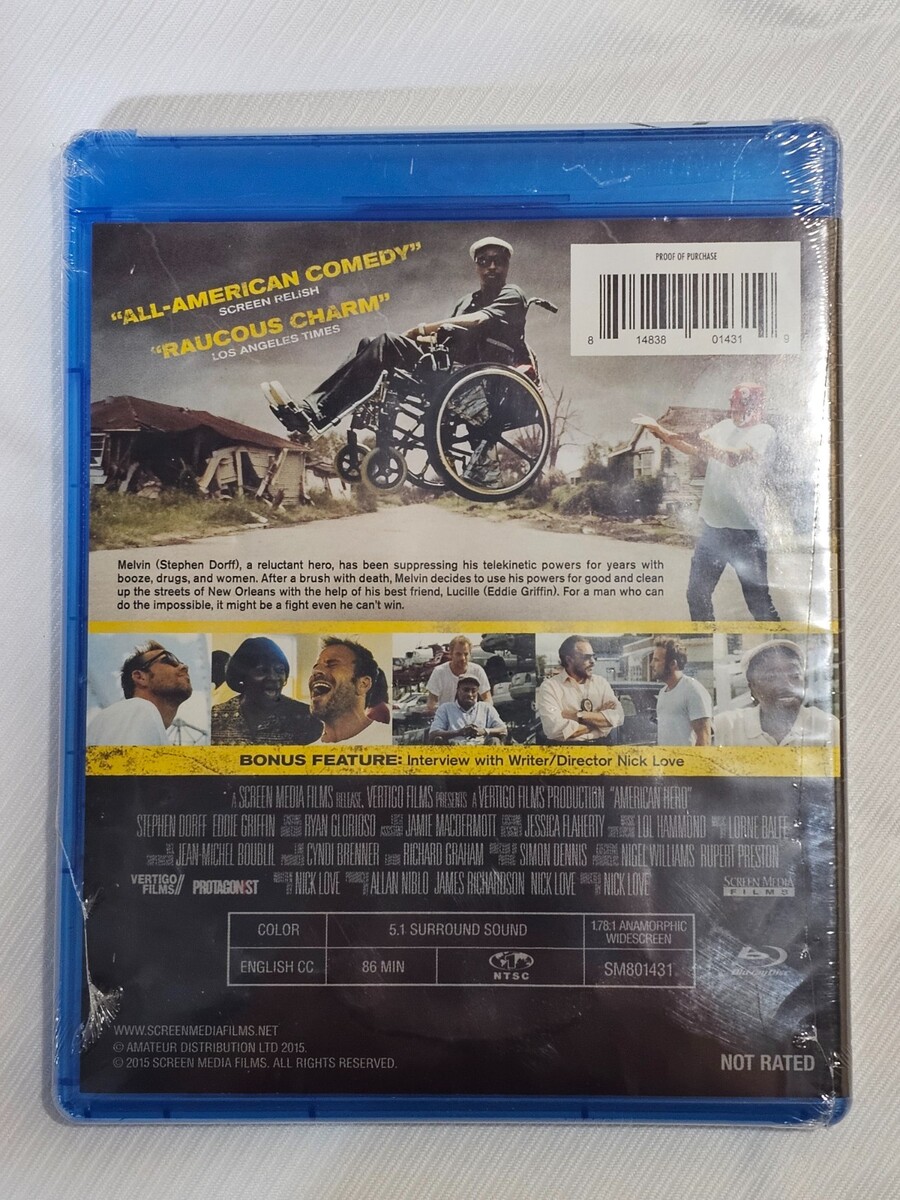 “ALL-AMERICAN COMEDY”
SCREEN RELISH
“RAUCOUS CHARM”
LOS ANGELES TIMES
PROOF OF PURCHASE
8 14838 01431 9
Melvin (Stephen Dorff), a reluctant hero, has been suppressing his telekinetic powers for years with
booze, drugs, and women. After a brush with death, Melvin decides to use his powers for good and clean
up the streets of New Orleans with the help of his best friend, Lucille (Eddie Griffin). For a man who can
do the impossible, it might be a fight even he can't win.
BONUS FEATURE: Interview with Writer/Director Nick Love
A SCREEN MEDIA FILMS RELEASE. VERTIGO FILMS PRESENTS A VERTIGO FILMS PRODUCTION "AMERICAN HERO"
STEPHEN DORFF EDDIE GRIFFIN RYAN GLORIOSO JAMIE MACDERMOTT JESSICA FLAHERTY LOL HAMMOND LORNE BALFE
JEAN-MICHEL BOUBLIL CYNDI BRENNER RICHARD GRAHAM SIMON DENNIS NIGEL WILLIAMS RUPERT PRESTON
VERTIGO FILMS// PROTAGONIST NICK LOVE ALLAN NIBLO JAMES RICHARDSON NICK LOVE NICK LOVE SCREEN MEDIA FILMS
COLOR 5.1 SURROUND SOUND 1.78:1 ANAMORPHIC WIDESCREEN
ENGLISH CC 86 MIN NTSC SM801431
Blu-ray Disc
WWW.SCREENMEDIAFILMS.NET
© AMATEUR DISTRIBUTION LTD 2015.
© 2015 SCREEN MEDIA FILMS. ALL RIGHTS RESERVED.
NOT RATED